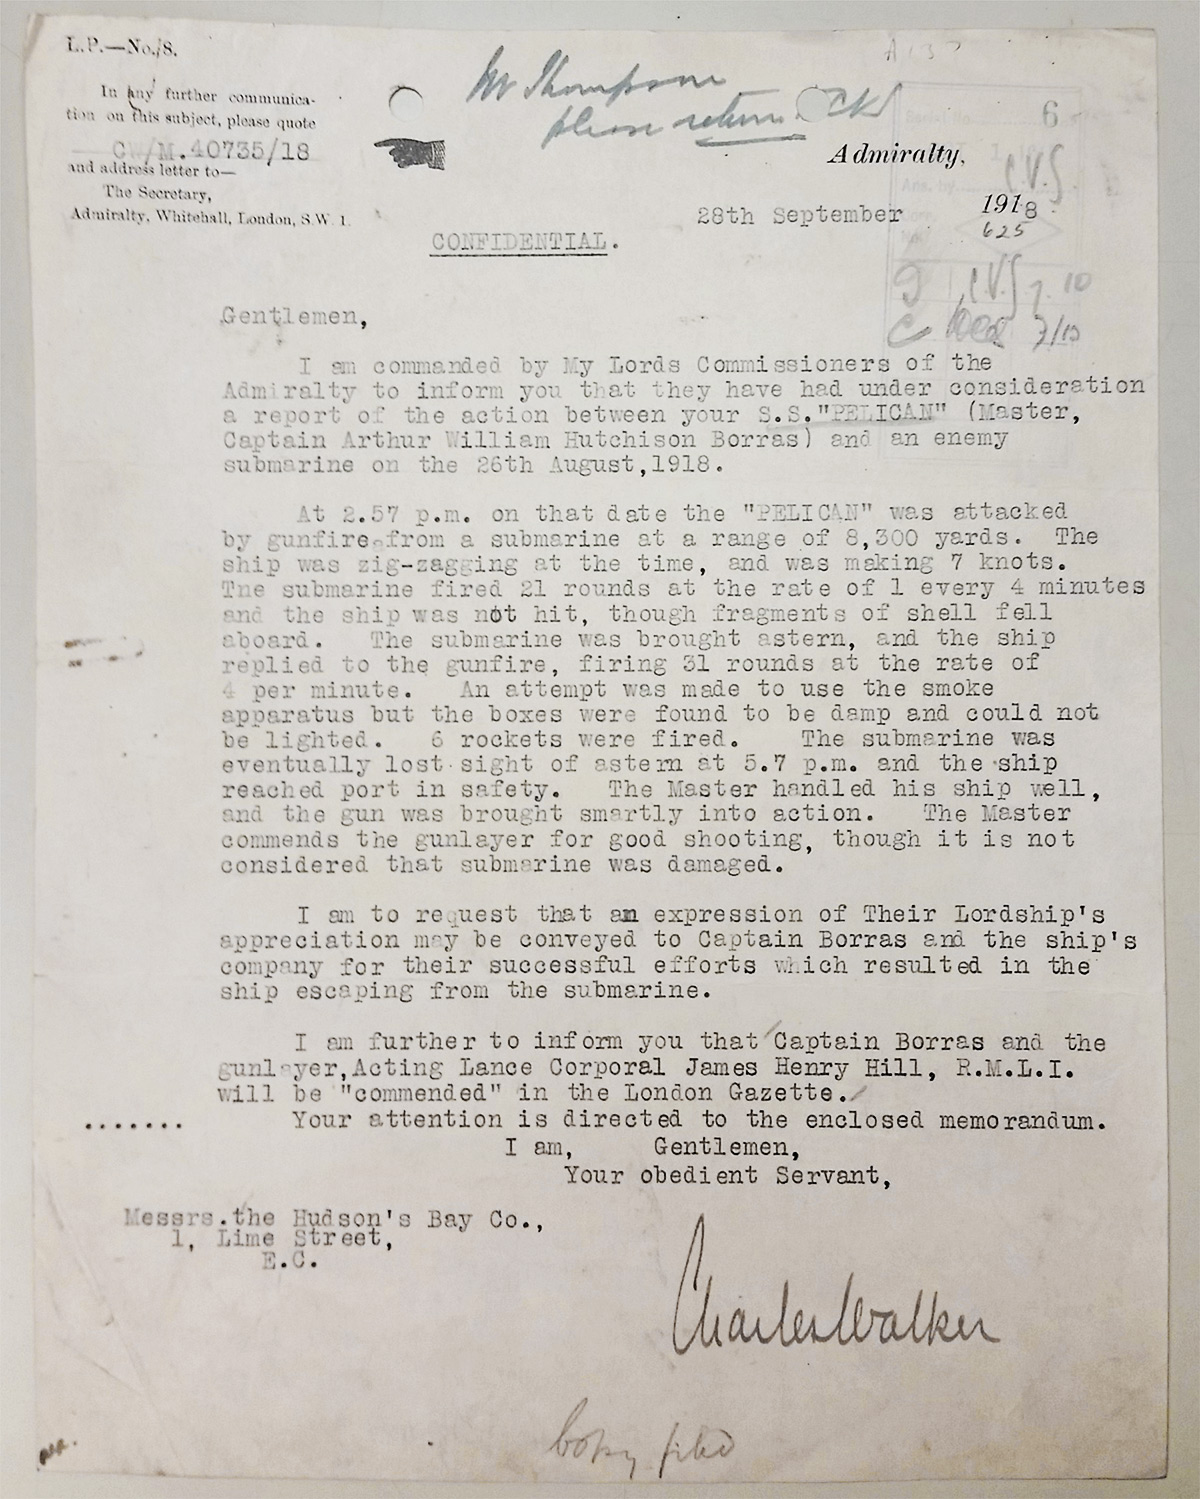 L.P.—No. 8.
In any further communica-
tion on this subject, please quote
CW/M.40735/18
and address letter to—
The Secretary,
Admiralty, Whitehall, London, S.W. 1.
Mr Thompson
please return CKS
6
Admiralty,
C.V.S.
28th September 1918
625
CONFIDENTIAL.
C.V.S 7.10
7/10
Gentlemen,
I am commanded by My Lords Commissioners of the
Admiralty to inform you that they have had under consideration
a report of the action between your S.S."PELICAN" (Master,
Captain Arthur William Hutchison Borras) and an enemy
submarine on the 26th August,1918.
At 2.57 p.m. on that date the "PELICAN" was attacked
by gunfire from a submarine at a range of 8,300 yards. The
ship was zig-zagging at the time, and was making 7 knots.
The submarine fired 21 rounds at the rate of 1 every 4 minutes
and the ship was not hit, though fragments of shell fell
aboard. The submarine was brought astern, and the ship
replied to the gunfire, firing 31 rounds at the rate of
4 per minute. An attempt was made to use the smoke
apparatus but the boxes were found to be damp and could not
be lighted. 6 rockets were fired. The submarine was
eventually lost sight of astern at 5.7 p.m. and the ship
reached port in safety. The Master handled his ship well,
and the gun was brought smartly into action. The Master
commends the gunlayer for good shooting, though it is not
considered that submarine was damaged.
I am to request that an expression of Their Lordship's
appreciation may be conveyed to Captain Borras and the ship's
company for their successful efforts which resulted in the
ship escaping from the submarine.
I am further to inform you that Captain Borras and the
gunlayer,Acting Lance Corporal James Henry Hill, R.M.L.I.
will be "commended" in the London Gazette.
....... Your attention is directed to the enclosed memorandum.
I am, Gentlemen,
Your obedient Servant,
Messrs.the Hudson's Bay Co.,
1, Lime Street,
E.C.
Charles Walker
Copy filed